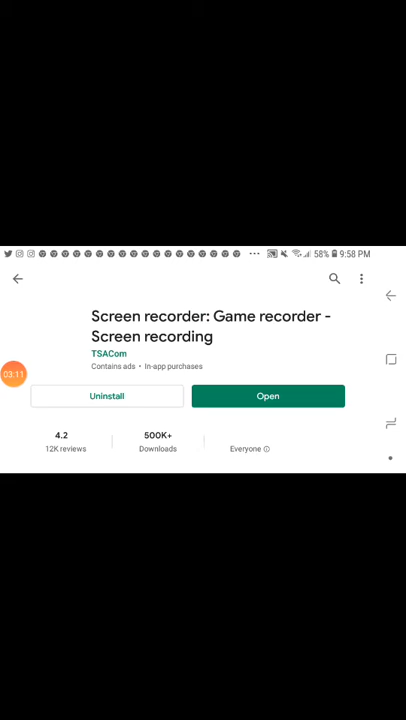 58% 9:58 PM
Screen recorder: Game recorder -
Screen recording
TSACom
Contains ads • In-app purchases
03:11
Uninstall
Open
4.2
500K+
12K reviews
Downloads
Everyone